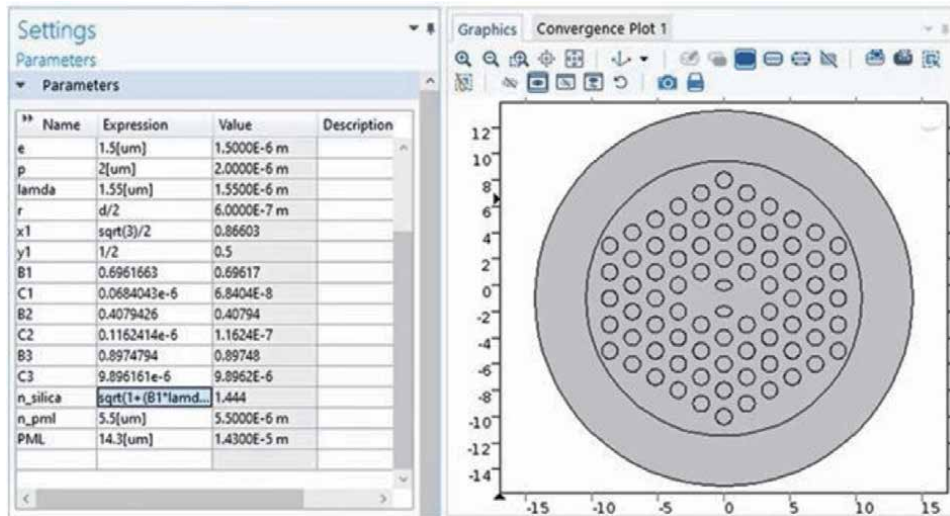 Settings
Parameters
Parameters
Name Expression Value Description
e 1.5[um] 1.5000E-6 m
p 2[um] 2.0000E-6 m
lamda 1.55[um] 1.5500E-6 m
r d/2 6.0000E-7 m
x1 sqrt(3)/2 0.86603
y1 1/2 0.5
B1 0.6961663 0.69617
C1 0.0684043e-6 6.8404E-8
B2 0.4079426 0.40794
C2 0.1162414e-6 1.1624E-7
B3 0.8974794 0.89748
C3 9.896161e-6 9.8962E-6
n_silica sqrt(1+(B1*lamd... 1.444
n_pml 5.5[um] 5.5000E-6 m
PML 14.3[um] 1.4300E-5 m
Graphics Convergence Plot 1
12
10
8
6
4
2
0
-2
-4
-6
-8
-10
-12
-14
-15 -10 -5 0 5 10 15